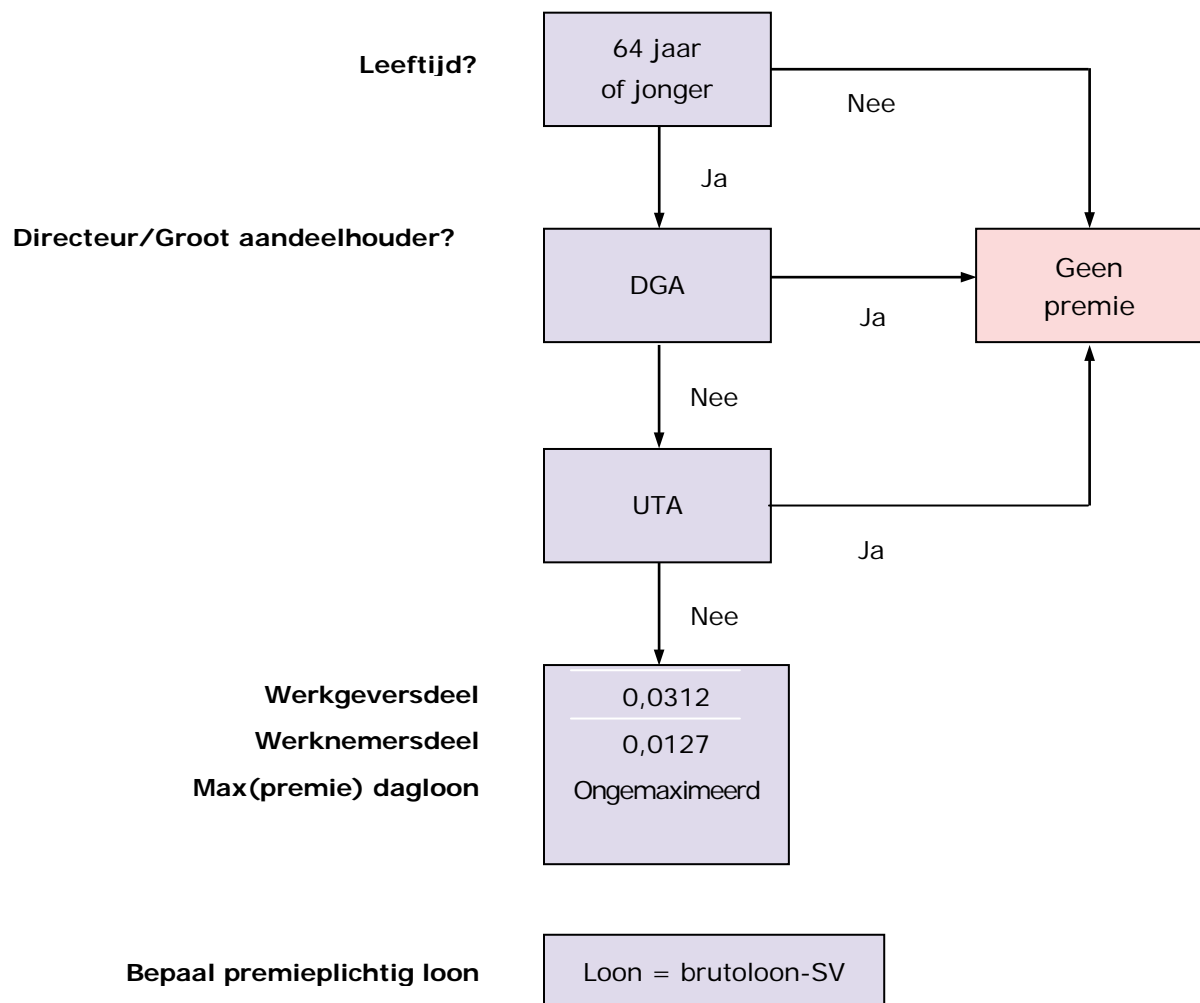 Leeftijd?
64 jaar
of jonger
Nee
Ja
Directeur/Groot aandeelhouder?
DGA
Ja
Geen
premie
Nee
UTA
Ja
Nee
Werkgeversdeel
0,0312
Werknemersdeel
0,0127
Max(premie) dagloon
Ongemaximeerd
Bepaal premieplichtig loon
Loon = brutoloon-SV